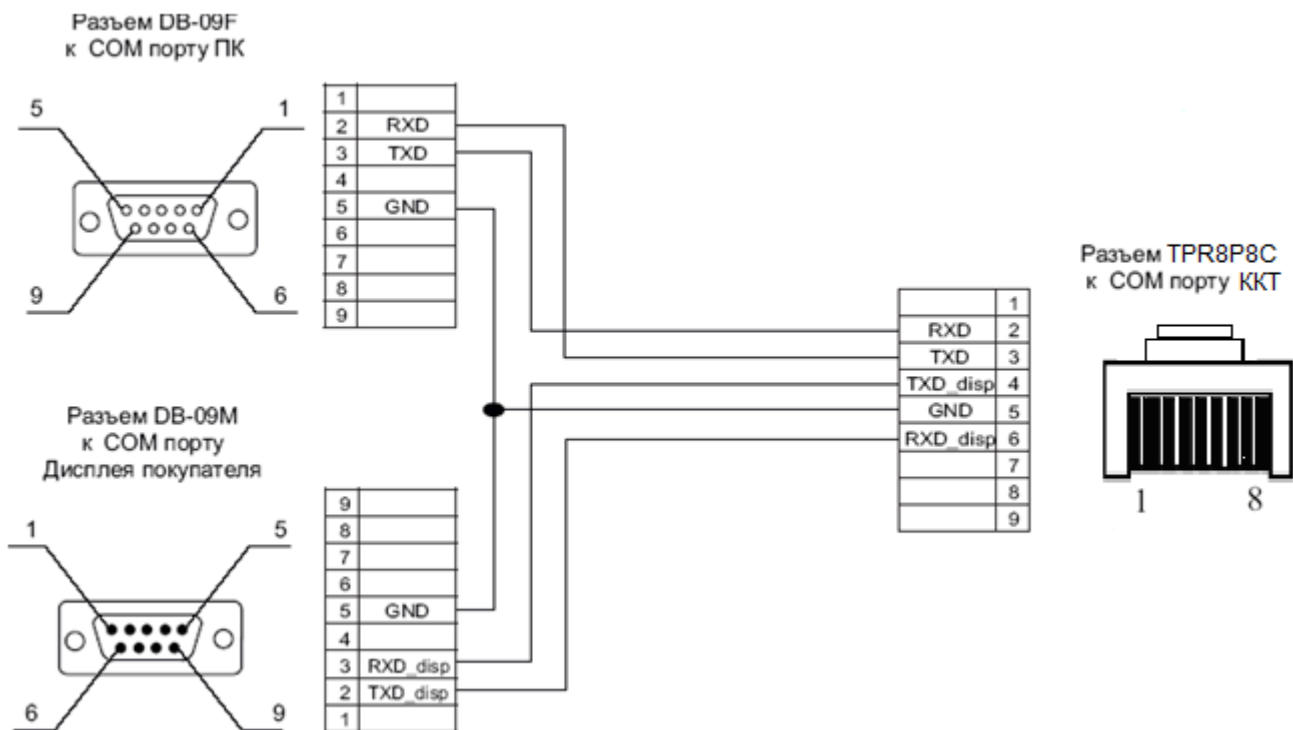 Разъем DB-09F
к COM порту ПК
5 1
9 6
1
2 RXD
3 TXD
4
5 GND
6
7
8
9
Разъем TPR8P8C
к COM порту ККТ
1
RXD 2
TXD 3
TXD_disp 4
GND 5
RXD_disp 6
7
8
9
1 8
Разъем DB-09M
к COM порту
Дисплея покупателя
1 5
6 9
9
8
7
6
5 GND
4
3 RXD_disp
2 TXD_disp
1